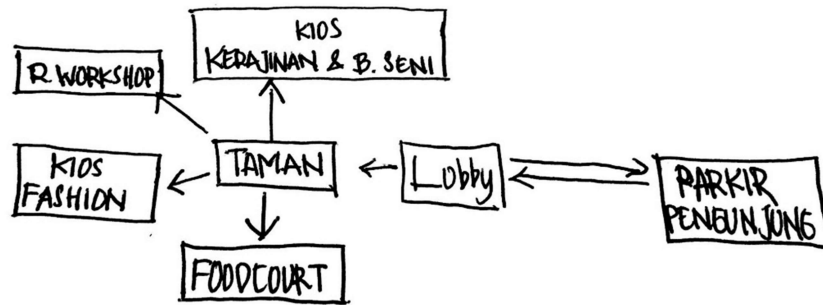 KIOS
KERAJINAN & B. SENI
R. WORKSHOP
KIOS
FASHION
TAMAN
Lobby
PARKIR
PENGUNJUNG
FOODCOURT